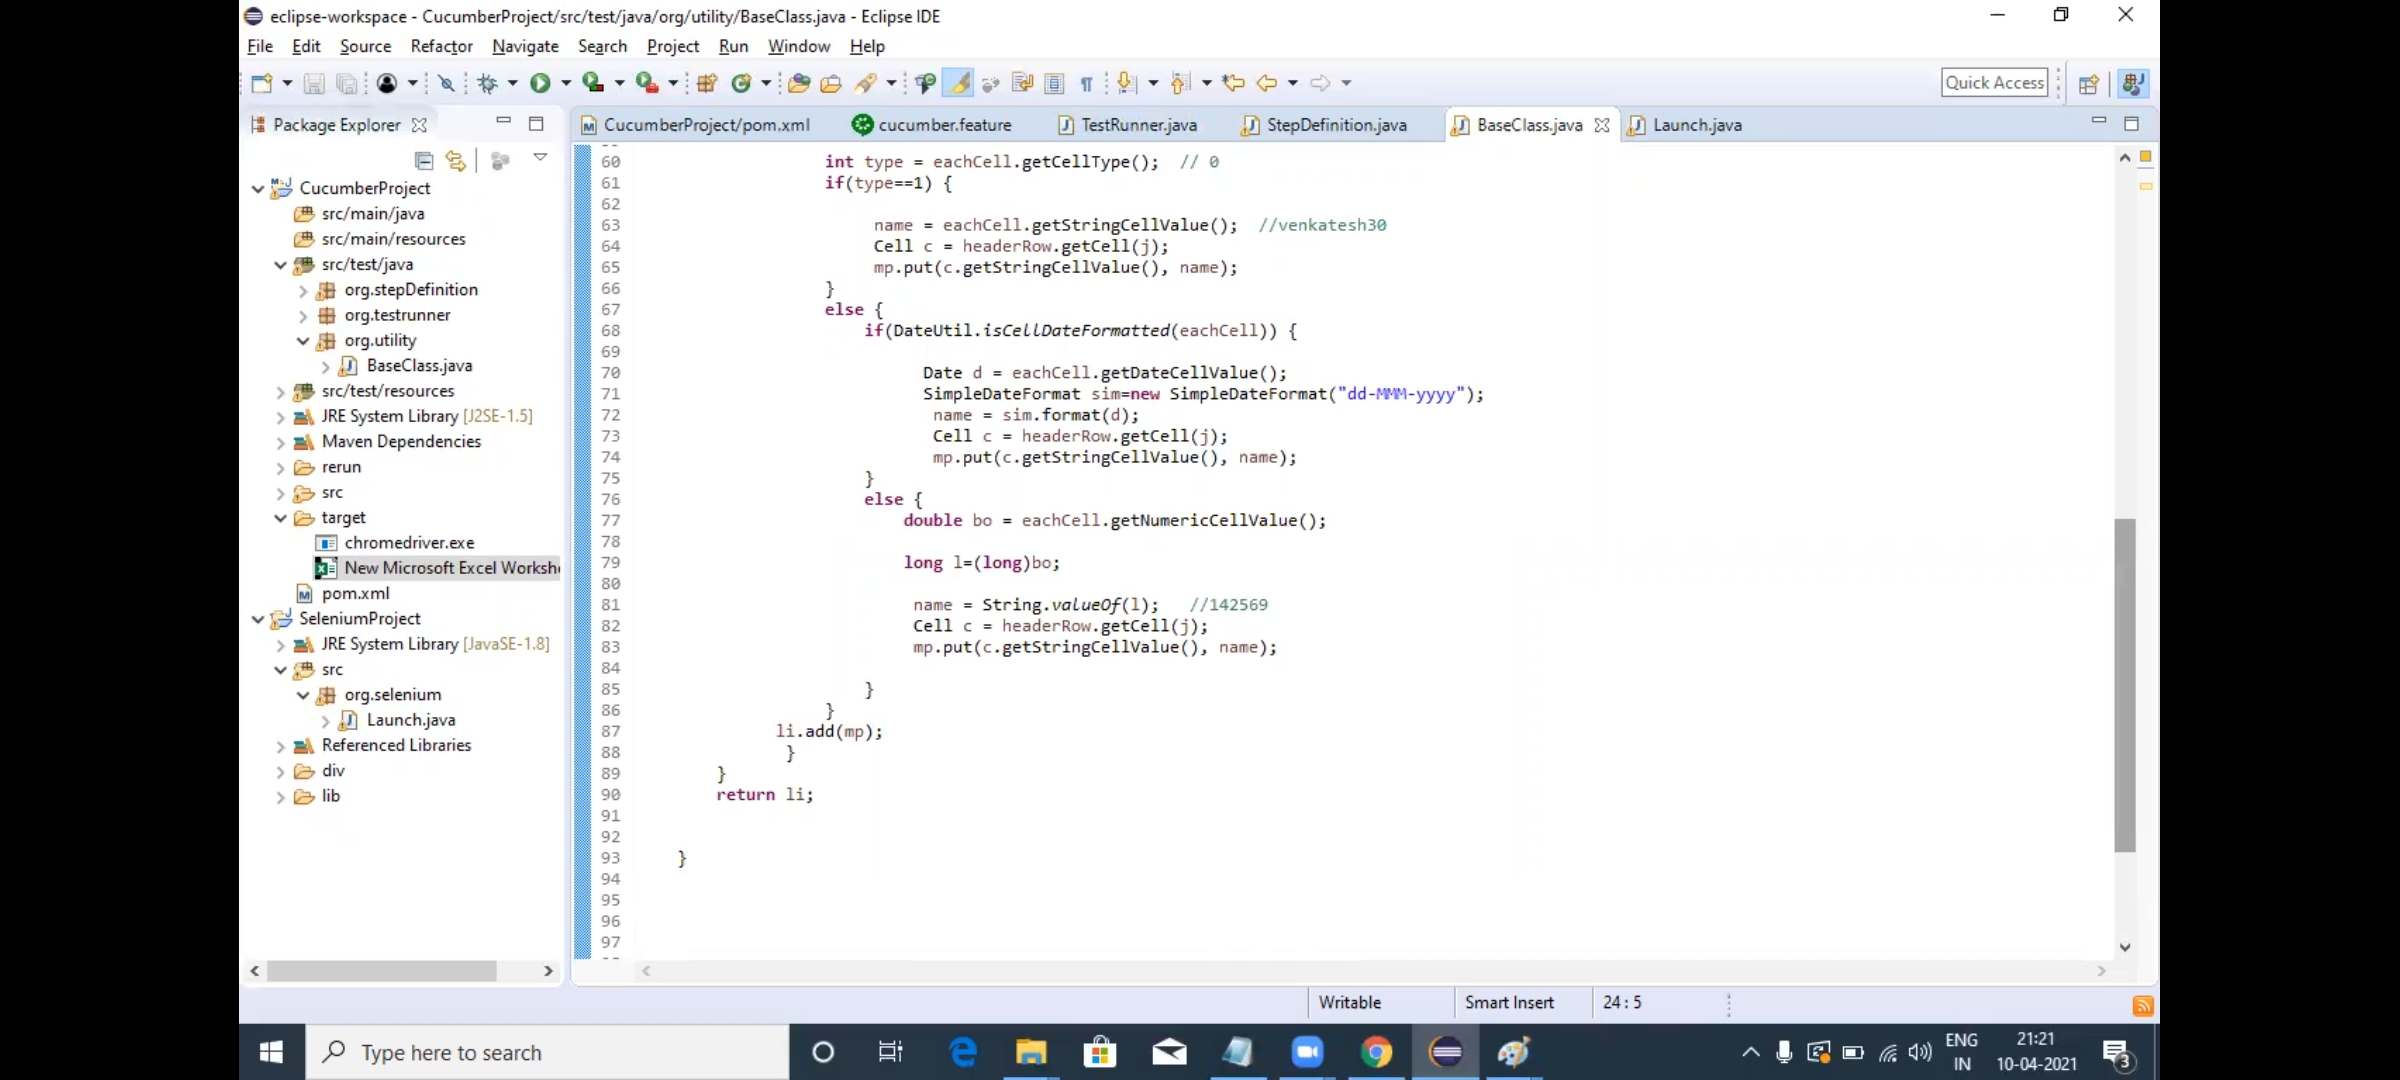 eclipse-workspace - CucumberProject/src/test/java/org/utility/BaseClass.java - Eclipse IDE
File Edit Source Refactor Navigate Search Project Run Window Help
Quick Access
Package Explorer
CucumberProject
src/main/java
src/main/resources
src/test/java
org.stepDefinition
org.testrunner
org.utility
BaseClass.java
src/test/resources
JRE System Library [J2SE-1.5]
Maven Dependencies
rerun
src
target
chromedriver.exe
New Microsoft Excel Worksh
pom.xml
SeleniumProject
JRE System Library [JavaSE-1.8]
src
org.selenium
Launch.java
Referenced Libraries
div
lib
CucumberProject/pom.xml cucumber.feature TestRunner.java StepDefinition.java BaseClass.java Launch.java
60 int type = eachCell.getCellType(); // 0
61 if(type==1) {
62
63 name = eachCell.getStringCellValue(); //venkatesh30
64 Cell c = headerRow.getCell(j);
65 mp.put(c.getStringCellValue(), name);
66 }
67 else {
68 if(DateUtil.isCellDateFormatted(eachCell)) {
69
70 Date d = eachCell.getDateCellValue();
71 SimpleDateFormat sim=new SimpleDateFormat("dd-MMM-yyyy");
72 name = sim.format(d);
73 Cell c = headerRow.getCell(j);
74 mp.put(c.getStringCellValue(), name);
75 }
76 else {
77 double bo = eachCell.getNumericCellValue();
78
79 long l=(long)bo;
80
81 name = String.valueOf(l); //142569
82 Cell c = headerRow.getCell(j);
83 mp.put(c.getStringCellValue(), name);
84
85 }
86 }
87 li.add(mp);
88 }
89 }
90 return li;
91
92
93 }
94
95
96
97
Writable Smart Insert 24 : 5
Type here to search
ENG
IN
21:21
10-04-2021
3